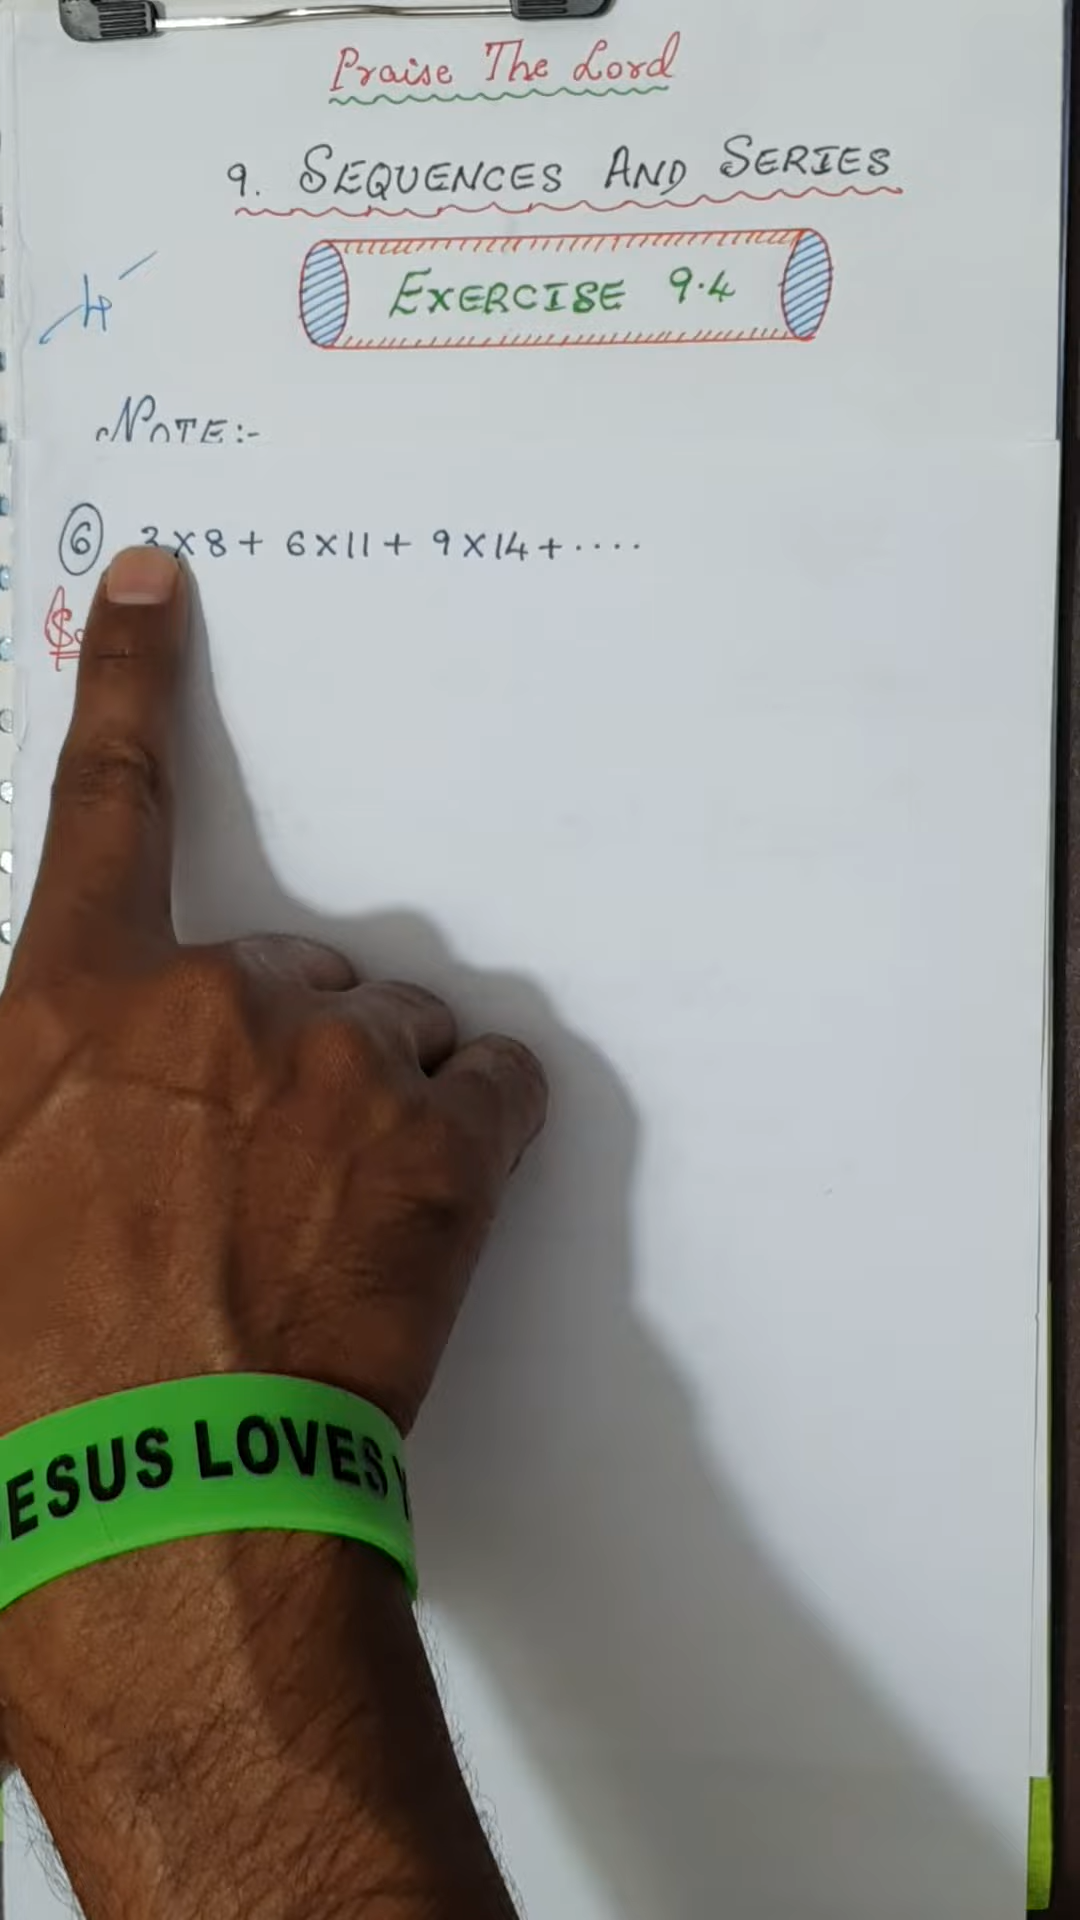 Praise The Lord
9. SEQUENCES AND SERIES
EXERCISE 9.4
NOTE:-
6 3×8 + 6×11 + 9×14 + ....
ESUS LOVES